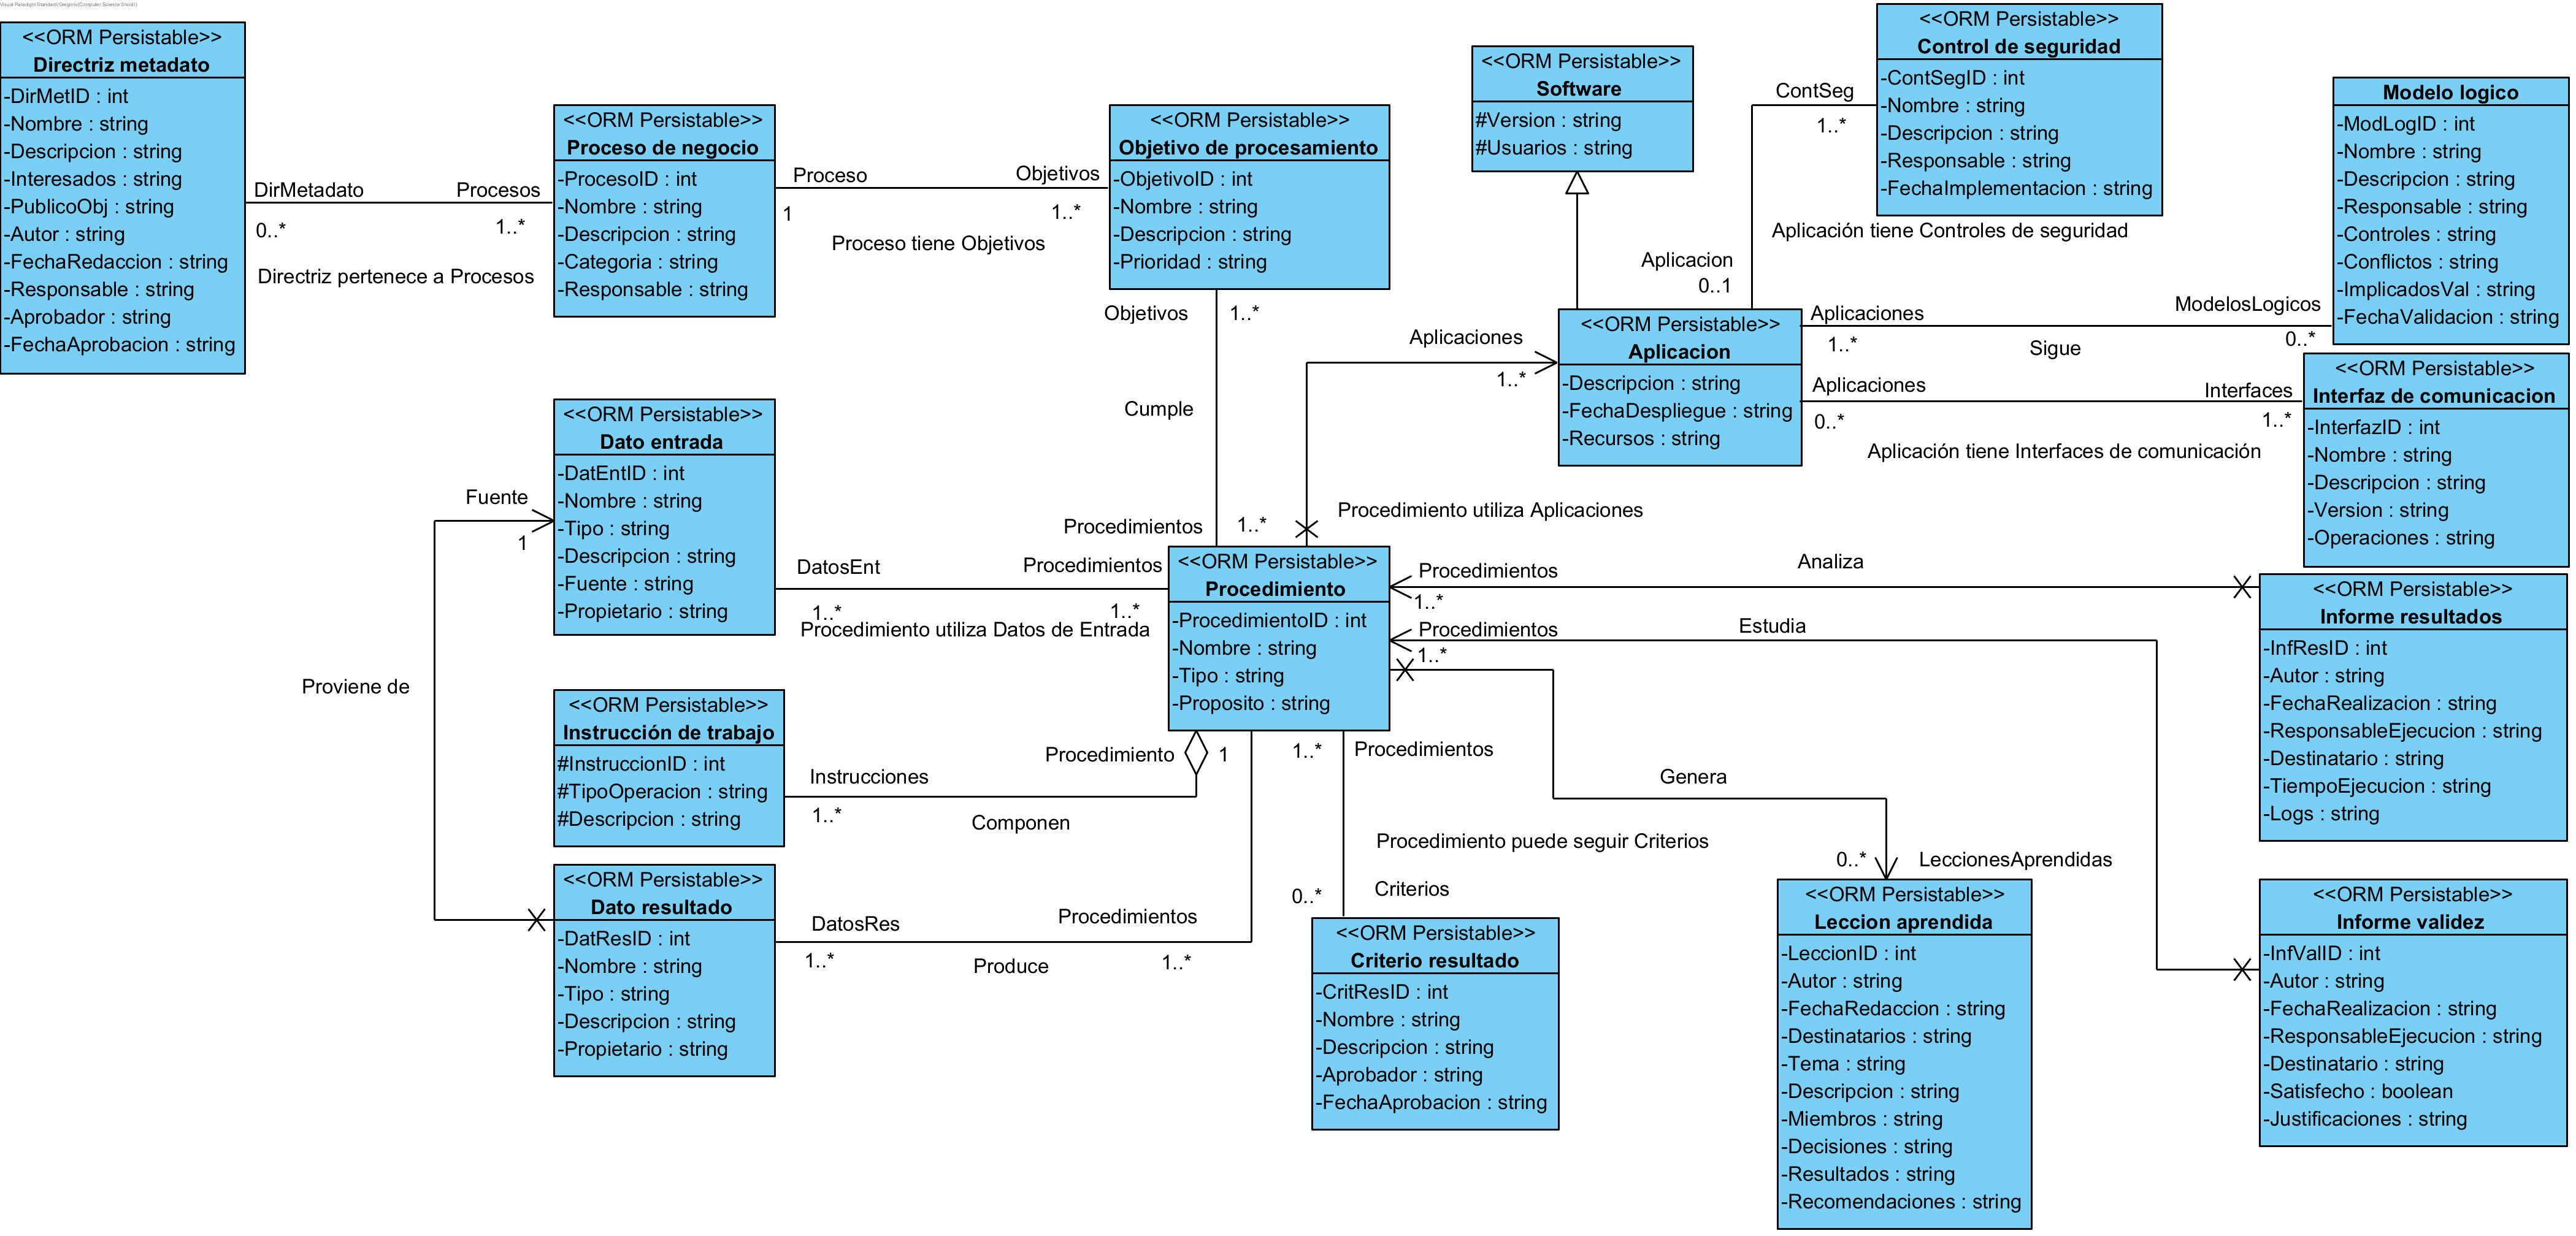 Visual Paradigm Standard(Gregorio(Computer Science Shool))
<<ORM Persistable>>
Directriz metadato
-DirMetID : int
-Nombre : string
-Descripcion : string
-Interesados : string
-PublicoObj : string
-Autor : string
-FechaRedaccion : string
-Responsable : string
-Aprobador : string
-FechaAprobacion : string
DirMetadato
0..*
Procesos
1..*
Directriz pertenece a Procesos
<<ORM Persistable>>
Proceso de negocio
-ProcesoID : int
-Nombre : string
-Descripcion : string
-Categoria : string
-Responsable : string
Proceso
1
Objetivos
1..*
Proceso tiene Objetivos
<<ORM Persistable>>
Objetivo de procesamiento
-ObjetivoID : int
-Nombre : string
-Descripcion : string
-Prioridad : string
Objetivos
1..*
Cumple
Procedimientos
1..*
<<ORM Persistable>>
Software
#Version : string
#Usuarios : string
<<ORM Persistable>>
Control de seguridad
-ContSegID : int
-Nombre : string
-Descripcion : string
-Responsable : string
-FechaImplementacion : string
ContSeg
1..*
Aplicación tiene Controles de seguridad
Aplicacion
0..1
Modelo logico
-ModLogID : int
-Nombre : string
-Descripcion : string
-Responsable : string
-Controles : string
-Conflictos : string
-ImplicadosVal : string
-FechaValidacion : string
<<ORM Persistable>>
Aplicacion
-Descripcion : string
-FechaDespliegue : string
-Recursos : string
Aplicaciones
1..*
Sigue
ModelosLogicos
0..*
Aplicaciones
0..*
Interfaces
1..*
Aplicación tiene Interfaces de comunicación
<<ORM Persistable>>
Interfaz de comunicacion
-InterfazID : int
-Nombre : string
-Descripcion : string
-Version : string
-Operaciones : string
Aplicaciones
1..*
Procedimiento utiliza Aplicaciones
<<ORM Persistable>>
Dato entrada
-DatEntID : int
-Nombre : string
-Tipo : string
-Descripcion : string
-Fuente : string
-Propietario : string
Fuente
1
Proviene de
DatosEnt
1..*
Procedimientos
1..*
Procedimiento utiliza Datos de Entrada
<<ORM Persistable>>
Procedimiento
-ProcedimientoID : int
-Nombre : string
-Tipo : string
-Proposito : string
Procedimientos
1..*
Analiza
Procedimientos
1..*
Estudia
<<ORM Persistable>>
Informe resultados
-InfResID : int
-Autor : string
-FechaRealizacion : string
-ResponsableEjecucion : string
-Destinatario : string
-TiempoEjecucion : string
-Logs : string
<<ORM Persistable>>
Instrucción de trabajo
#InstruccionID : int
#TipoOperacion : string
#Descripcion : string
Instrucciones
1..*
Componen
Procedimiento
1
<<ORM Persistable>>
Dato resultado
-DatResID : int
-Nombre : string
-Tipo : string
-Descripcion : string
-Propietario : string
DatosRes
1..*
Produce
Procedimientos
1..*
1..*
Procedimientos
Procedimiento puede seguir Criterios
0..*
Criterios
<<ORM Persistable>>
Criterio resultado
-CritResID : int
-Nombre : string
-Descripcion : string
-Aprobador : string
-FechaAprobacion : string
Genera
0..*
LeccionesAprendidas
<<ORM Persistable>>
Leccion aprendida
-LeccionID : int
-Autor : string
-FechaRedaccion : string
-Destinatarios : string
-Tema : string
-Descripcion : string
-Miembros : string
-Decisiones : string
-Resultados : string
-Recomendaciones : string
<<ORM Persistable>>
Informe validez
-InfValID : int
-Autor : string
-FechaRealizacion : string
-ResponsableEjecucion : string
-Destinatario : string
-Satisfecho : boolean
-Justificaciones : string